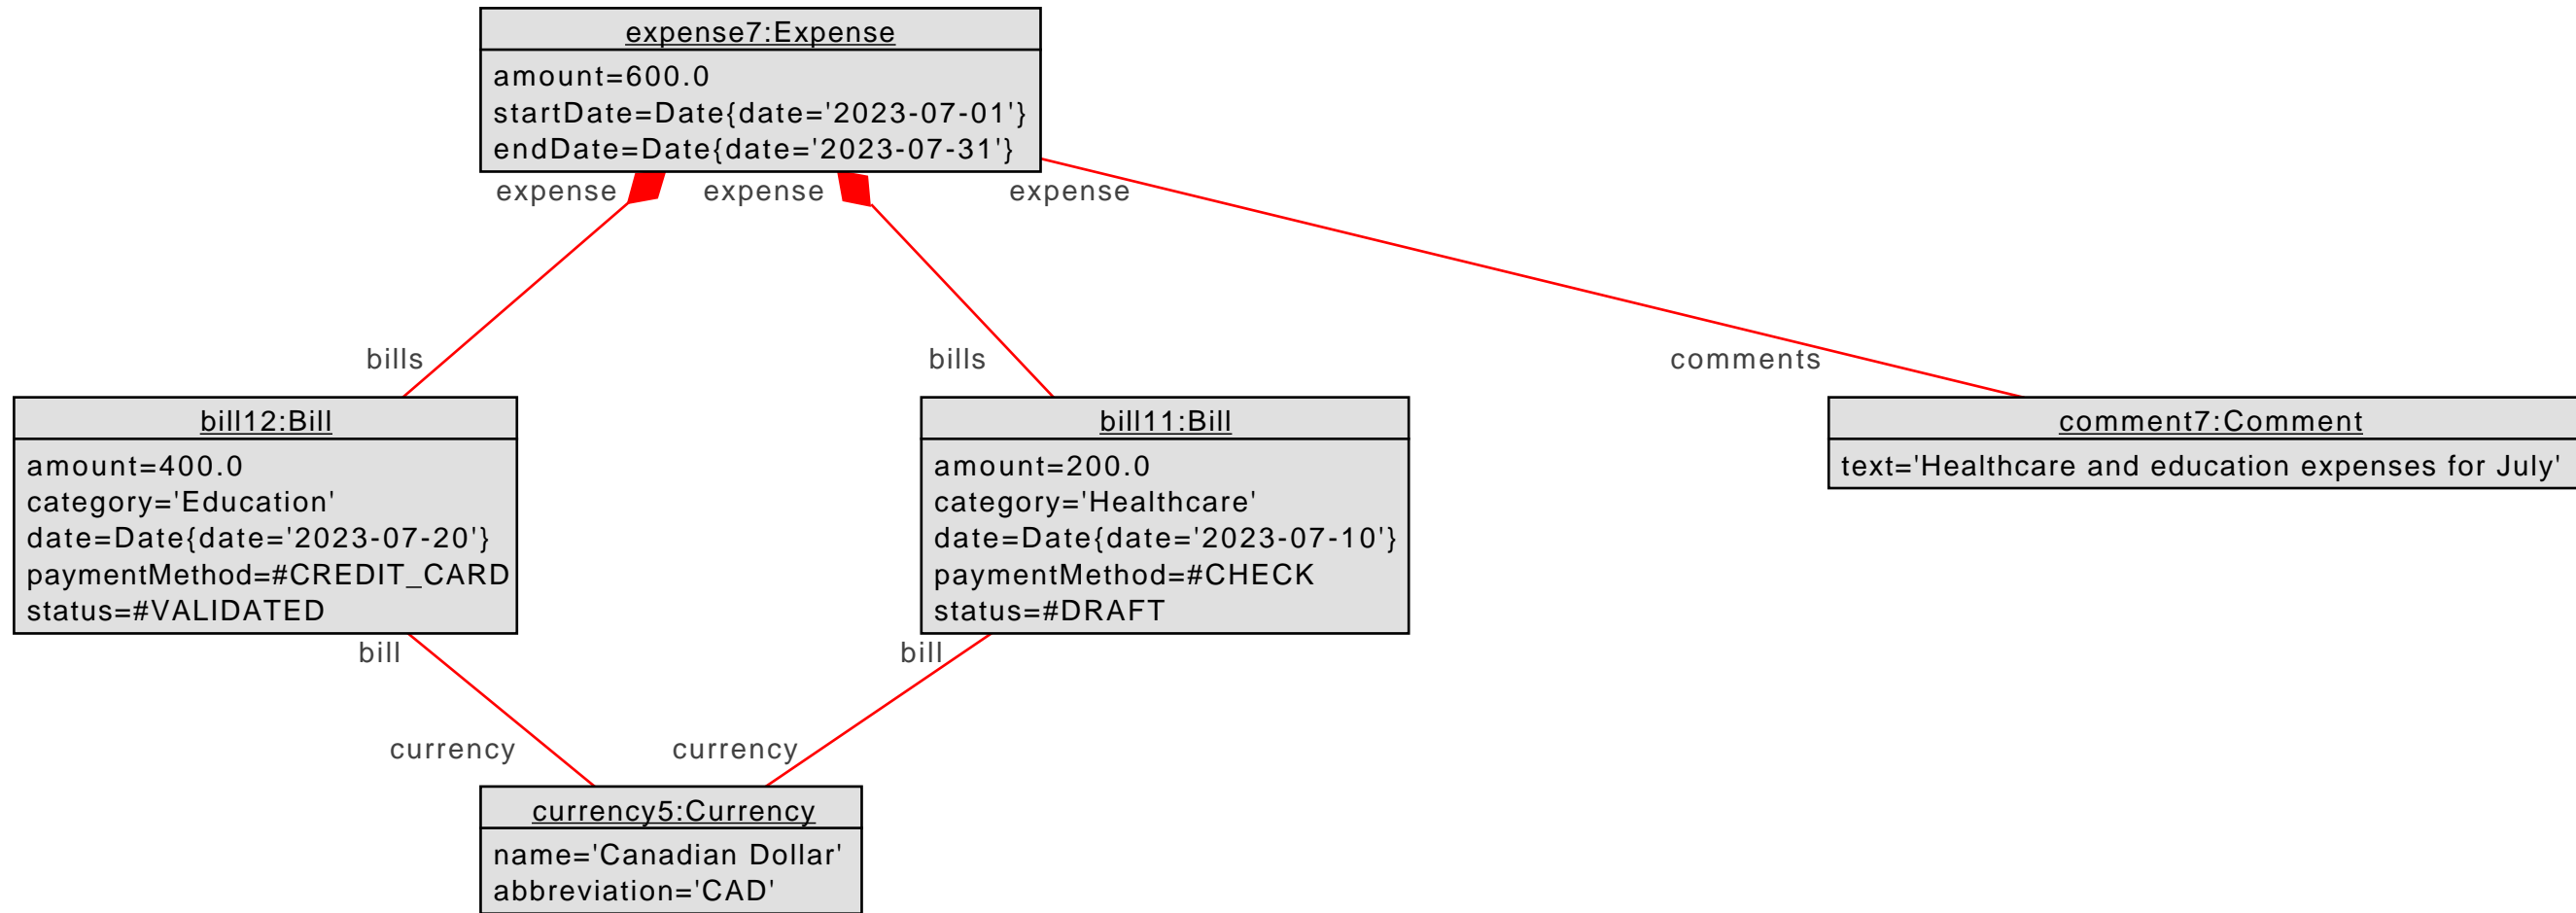 expense7:Expense
amount=600.0
startDate=Date{date='2023-07-01'}
endDate=Date{date='2023-07-31'}
expense
expense
expense
bills
bills
comments
bill12:Bill
amount=400.0
category='Education'
date=Date{date='2023-07-20'}
paymentMethod=#CREDIT_CARD
status=#VALIDATED
bill11:Bill
amount=200.0
category='Healthcare'
date=Date{date='2023-07-10'}
paymentMethod=#CHECK
status=#DRAFT
comment7:Comment
text='Healthcare and education expenses for July'
bill
bill
currency
currency
currency5:Currency
name='Canadian Dollar'
abbreviation='CAD'